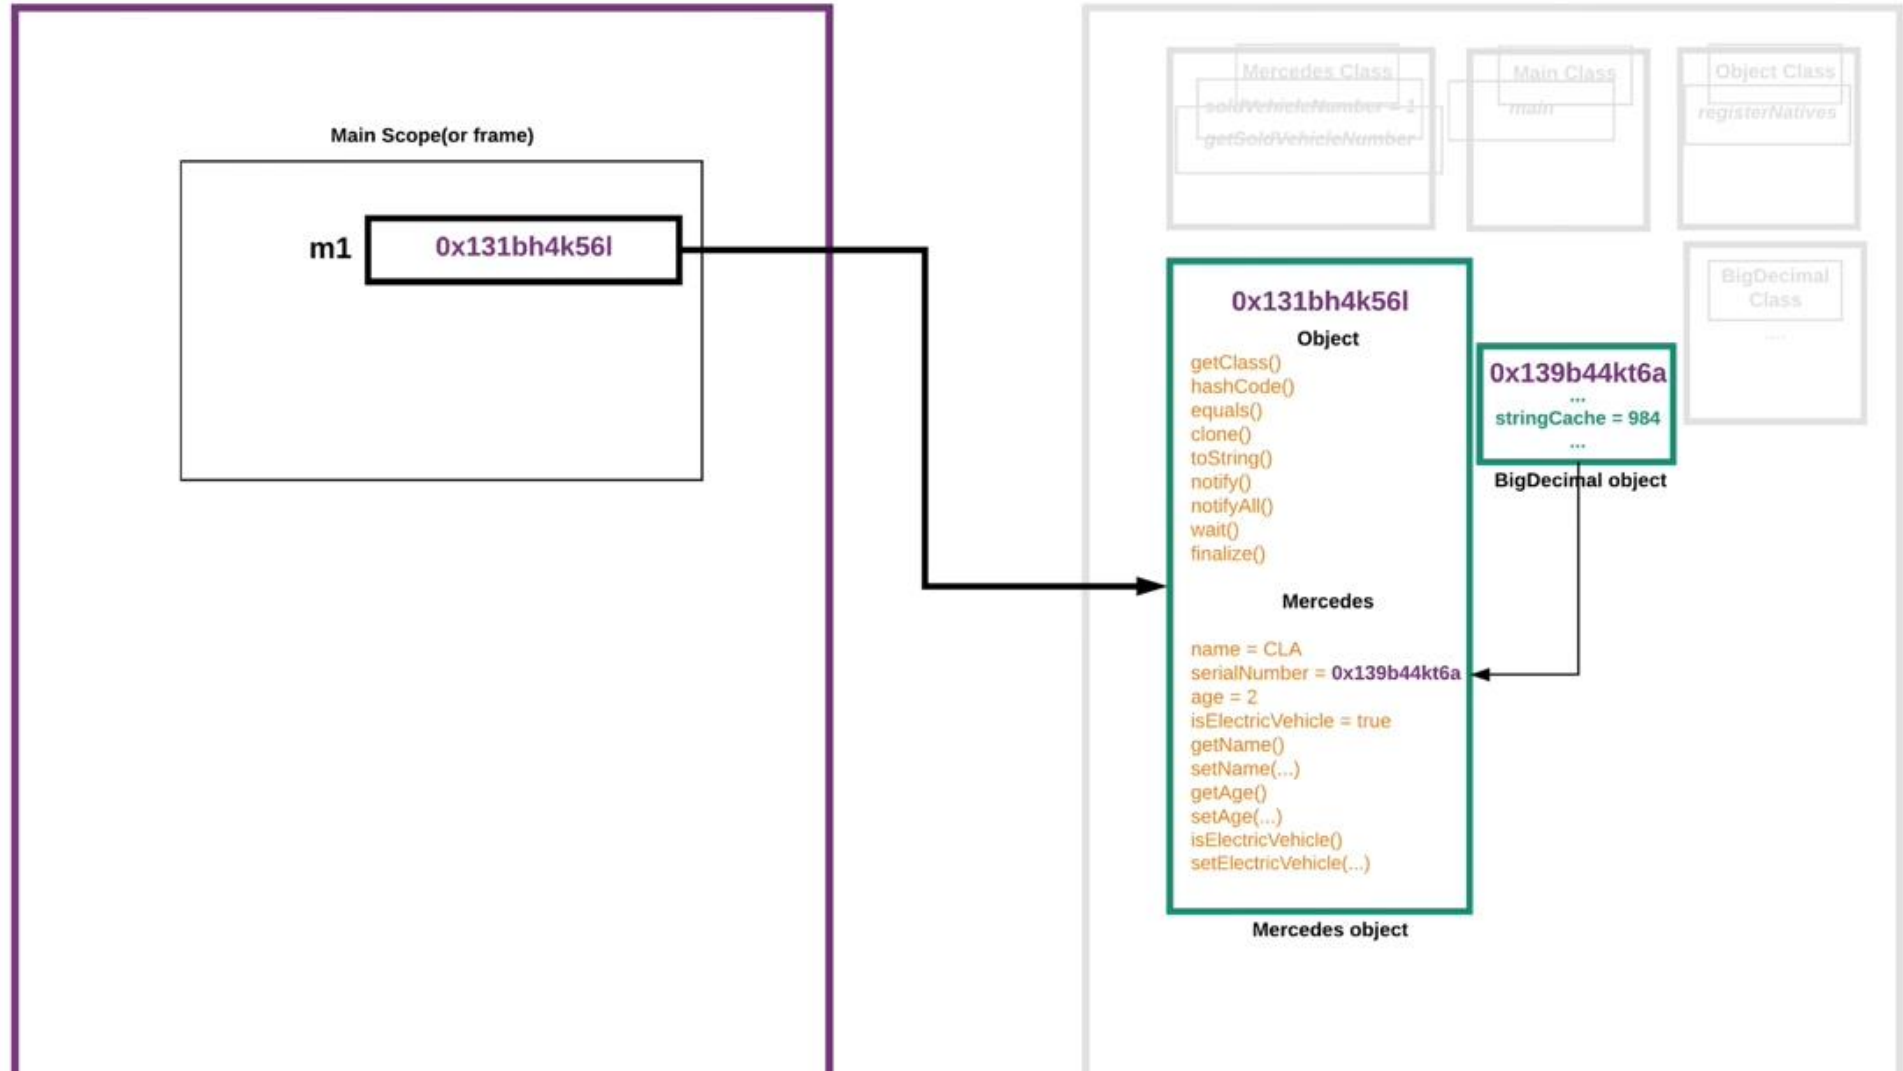 Main Scope(or frame)
m1
0x131bh4k56l
Mercedes Class
soldVehicleNumber = 1
getSoldVehicleNumber
Main Class
main
Object Class
registerNatives
BigDecimal
Class
....
0x131bh4k56l
Object
getClass()
hashCode()
equals()
clone()
toString()
notify()
notifyAll()
wait()
finalize()
Mercedes
name = CLA
serialNumber = 0x139b44kt6a
age = 2
isElectricVehicle = true
getName()
setName(...)
getAge()
setAge(...)
isElectricVehicle()
setElectricVehicle(...)
Mercedes object
0x139b44kt6a
...
stringCache = 984
...
BigDecimal object